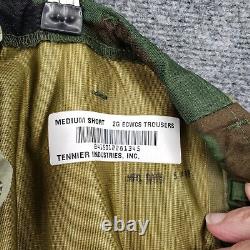 MEDIUM SHORT 2G ECWCS TROUSERS
TENNIER INDUSTRIES, INC.